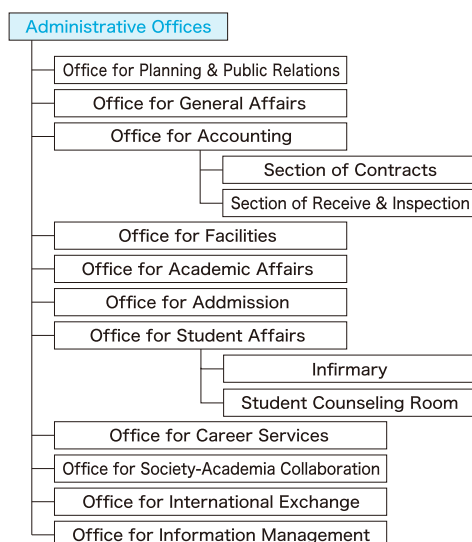 Administrative Offices
Office for Planning & Public Relations
Office for General Affairs
Office for Accounting
Section of Contracts
Section of Receive & Inspection
Office for Facilities
Office for Academic Affairs
Office for Addmission
Office for Student Affairs
Infirmary
Student Counseling Room
Office for Career Services
Office for Society-Academia Collaboration
Office for International Exchange
Office for Information Management